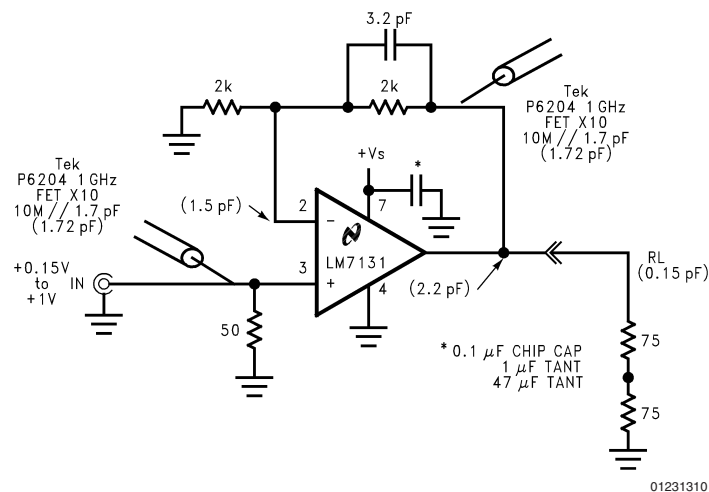 3.2 pF
2k
2k
Tek
P6204 1 GHz
FET X10
10M // 1.7 pF
(1.72 pF)
Tek
P6204 1 GHz
FET X10
10M // 1.7 pF
(1.72 pF)
+Vs
*
(1.5 pF)
2
7
−
LM7131
3
+
4
+0.15V
to
+1V
IN
(2.2 pF)
RL
(0.15 pF)
50
* 0.1 μF CHIP CAP
1 μF TANT
47 μF TANT
75
75
01231310